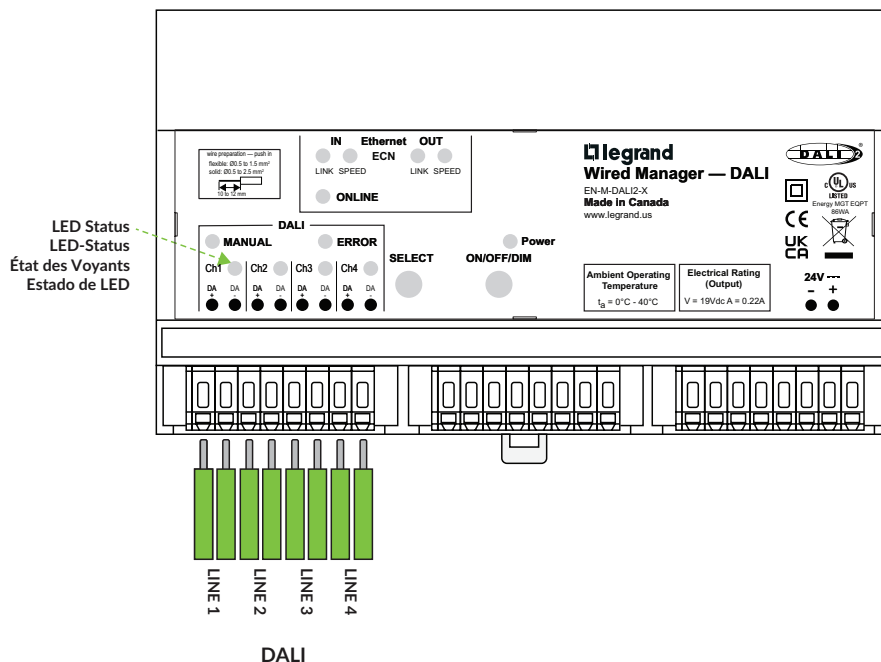 IN Ethernet OUT
ECN
LINK SPEED LINK SPEED
ONLINE
wire preparation — push in
flexible: Ø0.5 to 1.5 mm²
solid: Ø0.5 to 2.5 mm²
10 to 12 mm
legrand
Wired Manager — DALI
EN-M-DALI2-X
Made in Canada
www.legrand.us
DALI 2 ®
C UL US
LISTED
Energy MGT EQPT
86WA
CE
UK
CA
LED Status
LED-Status
État des Voyants
Estado de LED
DALI
MANUAL ERROR
Ch1 Ch2 Ch3 Ch4
DA DA DA DA DA DA DA DA
+ - + - + - + -
SELECT
Power
ON/OFF/DIM
Ambient Operating
Temperature
ta = 0°C - 40°C
Electrical Rating
(Output)
V = 19Vdc A = 0.22A
24V
– +
LINE 1
LINE 2
LINE 3
LINE 4
DALI